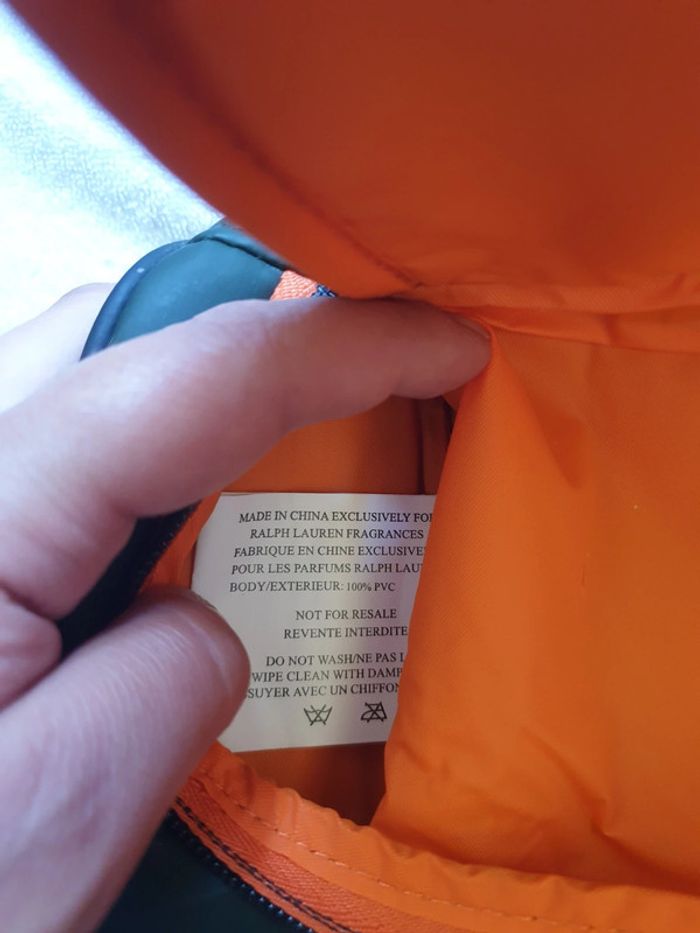 MADE IN CHINA EXCLUSIVELY FOR
RALPH LAUREN FRAGRANCES
FABRIQUE EN CHINE EXCLUSIVE
POUR LES PARFUMS RALPH LAU
BODY/EXTERIEUR: 100% PVC
NOT FOR RESALE
REVENTE INTERDITE
DO NOT WASH/NE PAS L
WIPE CLEAN WITH DAMP
SUYER AVEC UN CHIFFON